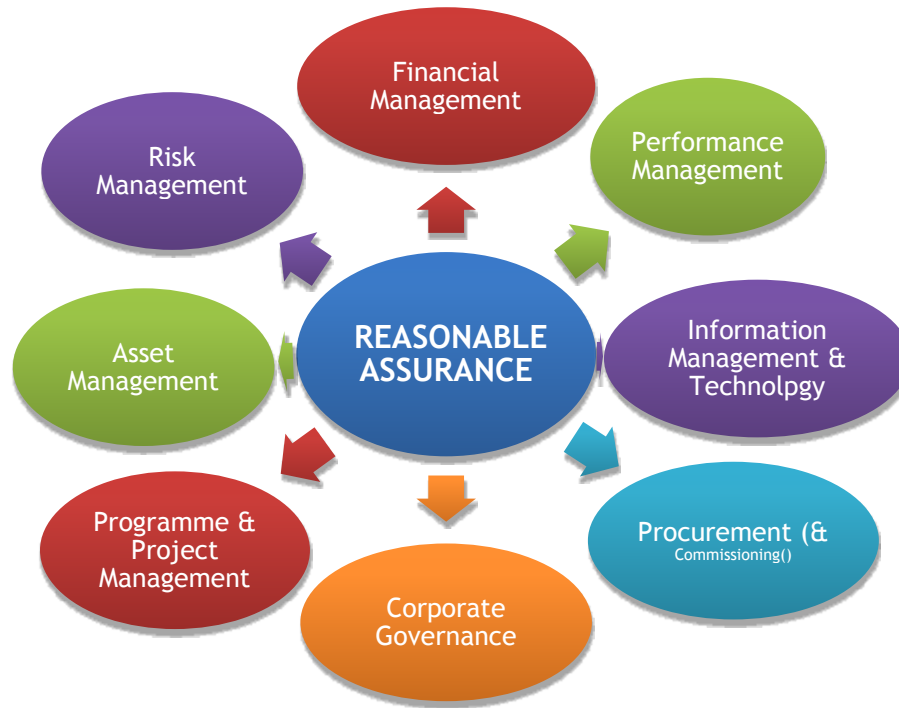 Financial
Management
Performance
Management
Risk
Management
REASONABLE
ASSURANCE
Information
Management &
Technolpgy
Asset
Management
Procurement (&
Commissioning()
Programme &
Project
Management
Corporate
Governance